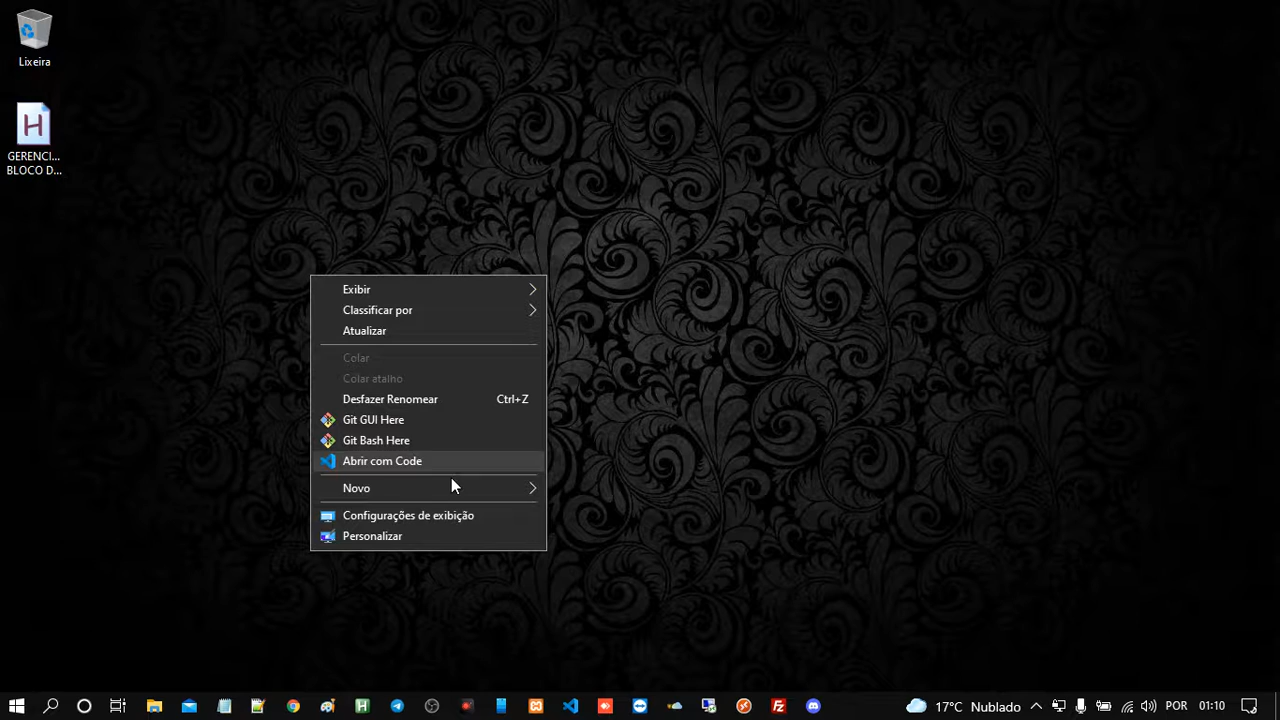 Lixeira
GERENCI...
BLOCO D...
Exibir
Classificar por
Atualizar
Colar
Colar atalho
Desfazer Renomear Ctrl+Z
Git GUI Here
Git Bash Here
Abrir com Code
Novo
Configurações de exibição
Personalizar
17°C Nublado POR 01:10